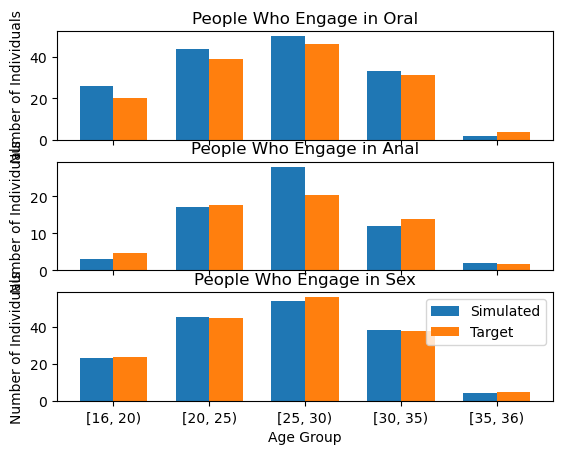 People Who Engage in Oral
Number of Individuals
40
20
0
People Who Engage in Anal
Number of Individuals
20
10
0
People Who Engage in Sex
Number of Individuals
40
20
0
Simulated
Target
[16, 20)
[20, 25)
[25, 30)
[30, 35)
[35, 36)
Age Group